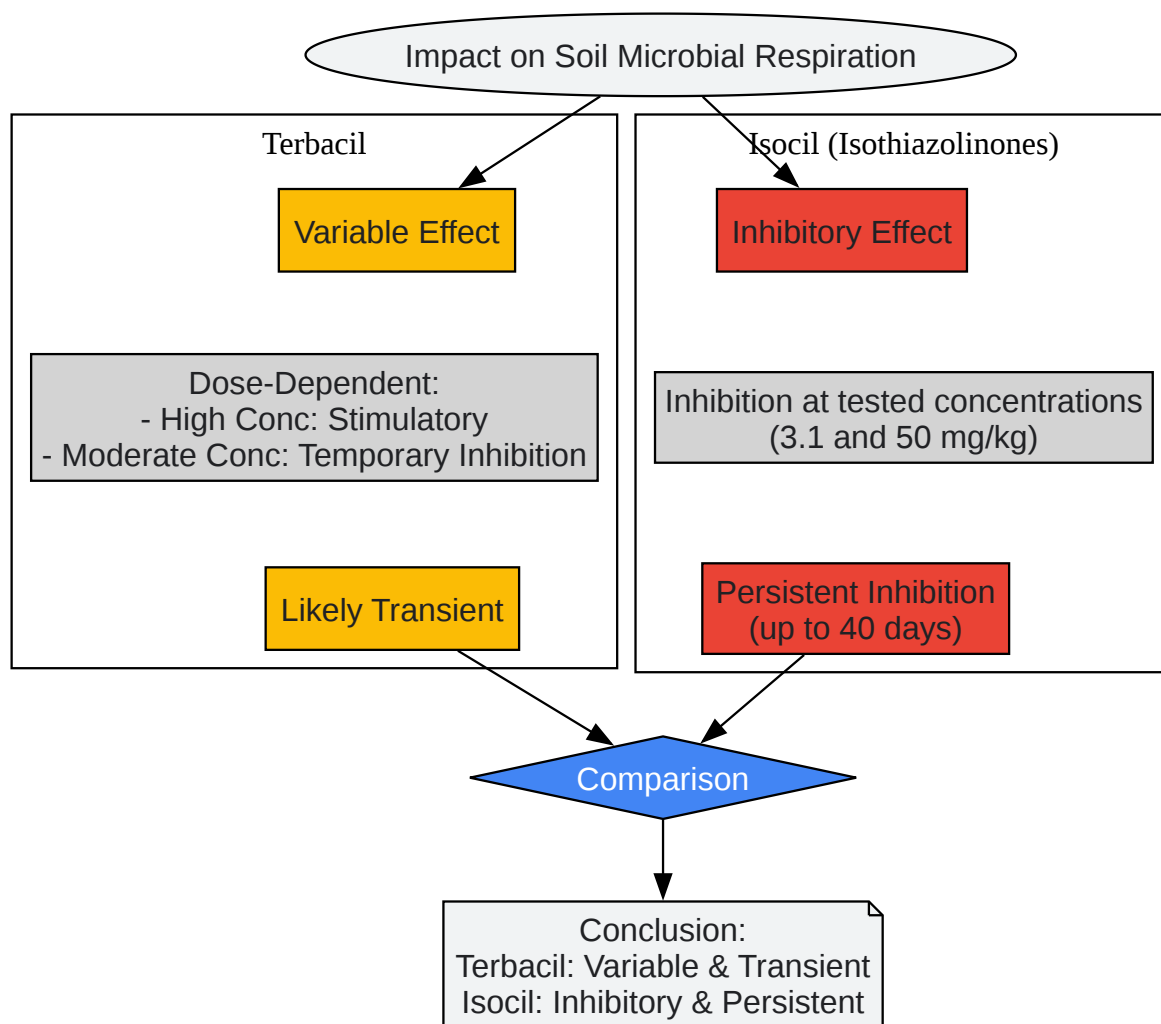 Impact on Soil Microbial Respiration
Terbacil
Variable Effect
Dose-Dependent:
- High Conc: Stimulatory
- Moderate Conc: Temporary Inhibition
Likely Transient
Isocil (Isothiazolinones)
Inhibitory Effect
Inhibition at tested concentrations
(3.1 and 50 mg/kg)
Persistent Inhibition
(up to 40 days)
Comparison
Conclusion:
Terbacil: Variable & Transient
Isocil: Inhibitory & Persistent